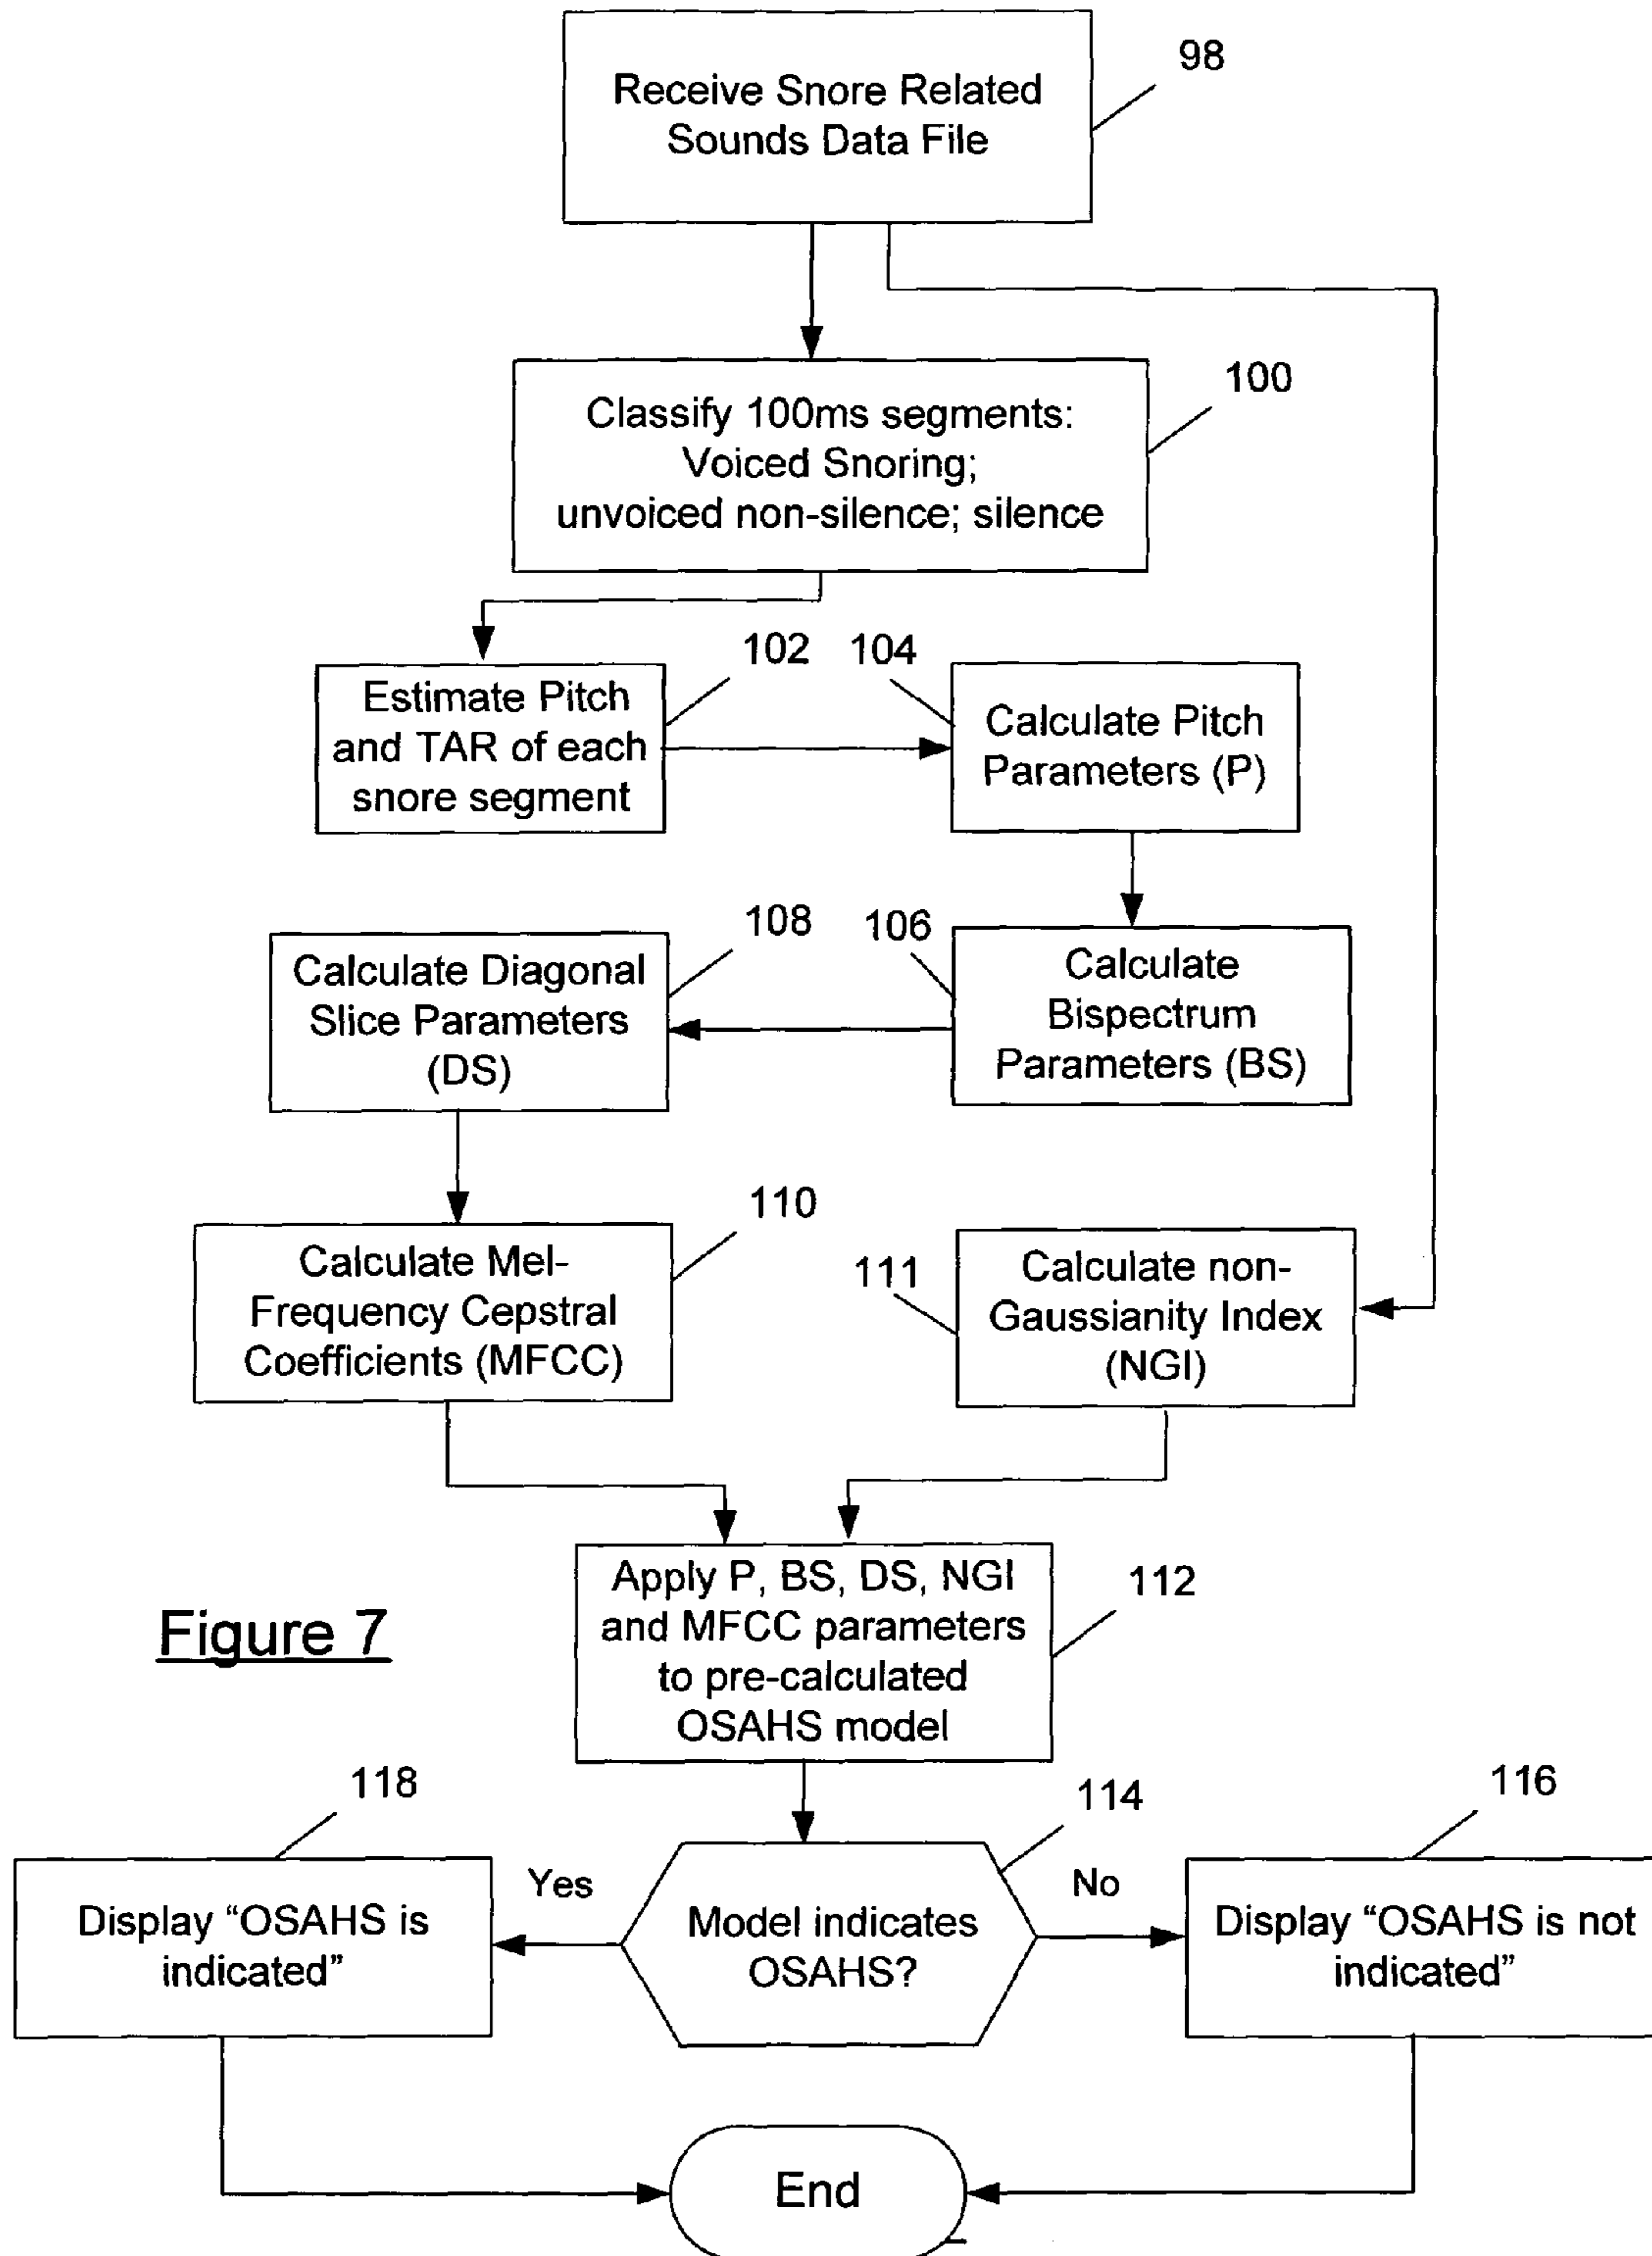 Receive Snore Related
Sounds Data File
98
Classify 100ms segments:
Voiced Snoring;
unvoiced non-silence; silence
100
Estimate Pitch
and TAR of each
snore segment
102
104
Calculate Pitch
Parameters (P)
Calculate Diagonal
Slice Parameters
(DS)
108
106
Calculate
Bispectrum
Parameters (BS)
Calculate Mel-
Frequency Cepstral
Coefficients (MFCC)
110
111
Calculate non-
Gaussianity Index
(NGI)
Apply P, BS, DS, NGI
and MFCC parameters
to pre-calculated
OSAHS model
112
Figure 7
118
114
116
Display “OSAHS is
indicated”
Yes
Model indicates
OSAHS?
No
Display “OSAHS is not
indicated”
End